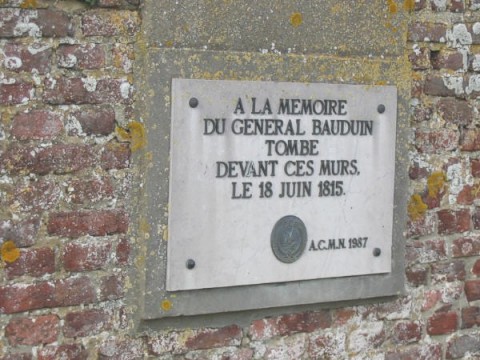 A LA MEMOIRE
DU GENERAL BAUDUIN
TOMBE
DEVANT CES MURS.
LE 18 JUIN 1815.
A.C.M.N. 1987